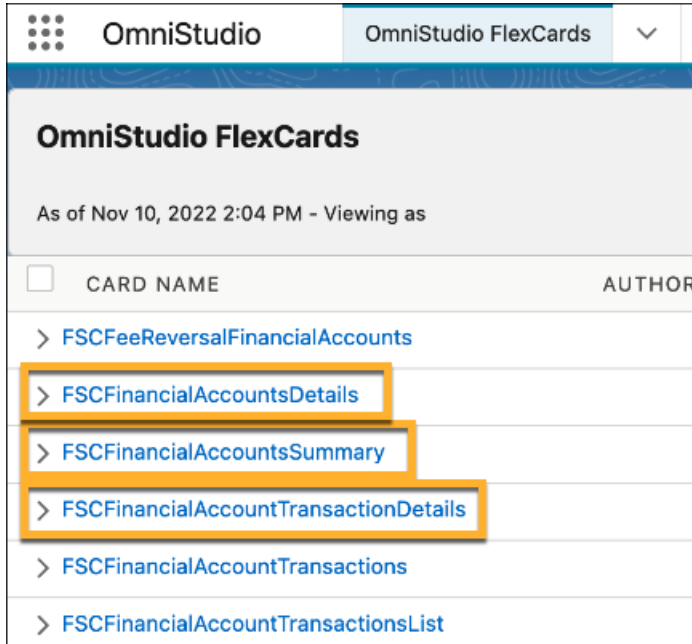 OmniStudio
OmniStudio FlexCards
OmniStudio FlexCards
As of Nov 10, 2022 2:04 PM - Viewing as
CARD NAME
AUTHOR
FSCFeeReversalFinancialAccounts
FSCFinancialAccountsDetails
FSCFinancialAccountsSummary
FSCFinancialAccountTransactionDetails
FSCFinancialAccountTransactions
FSCFinancialAccountTransactionsList